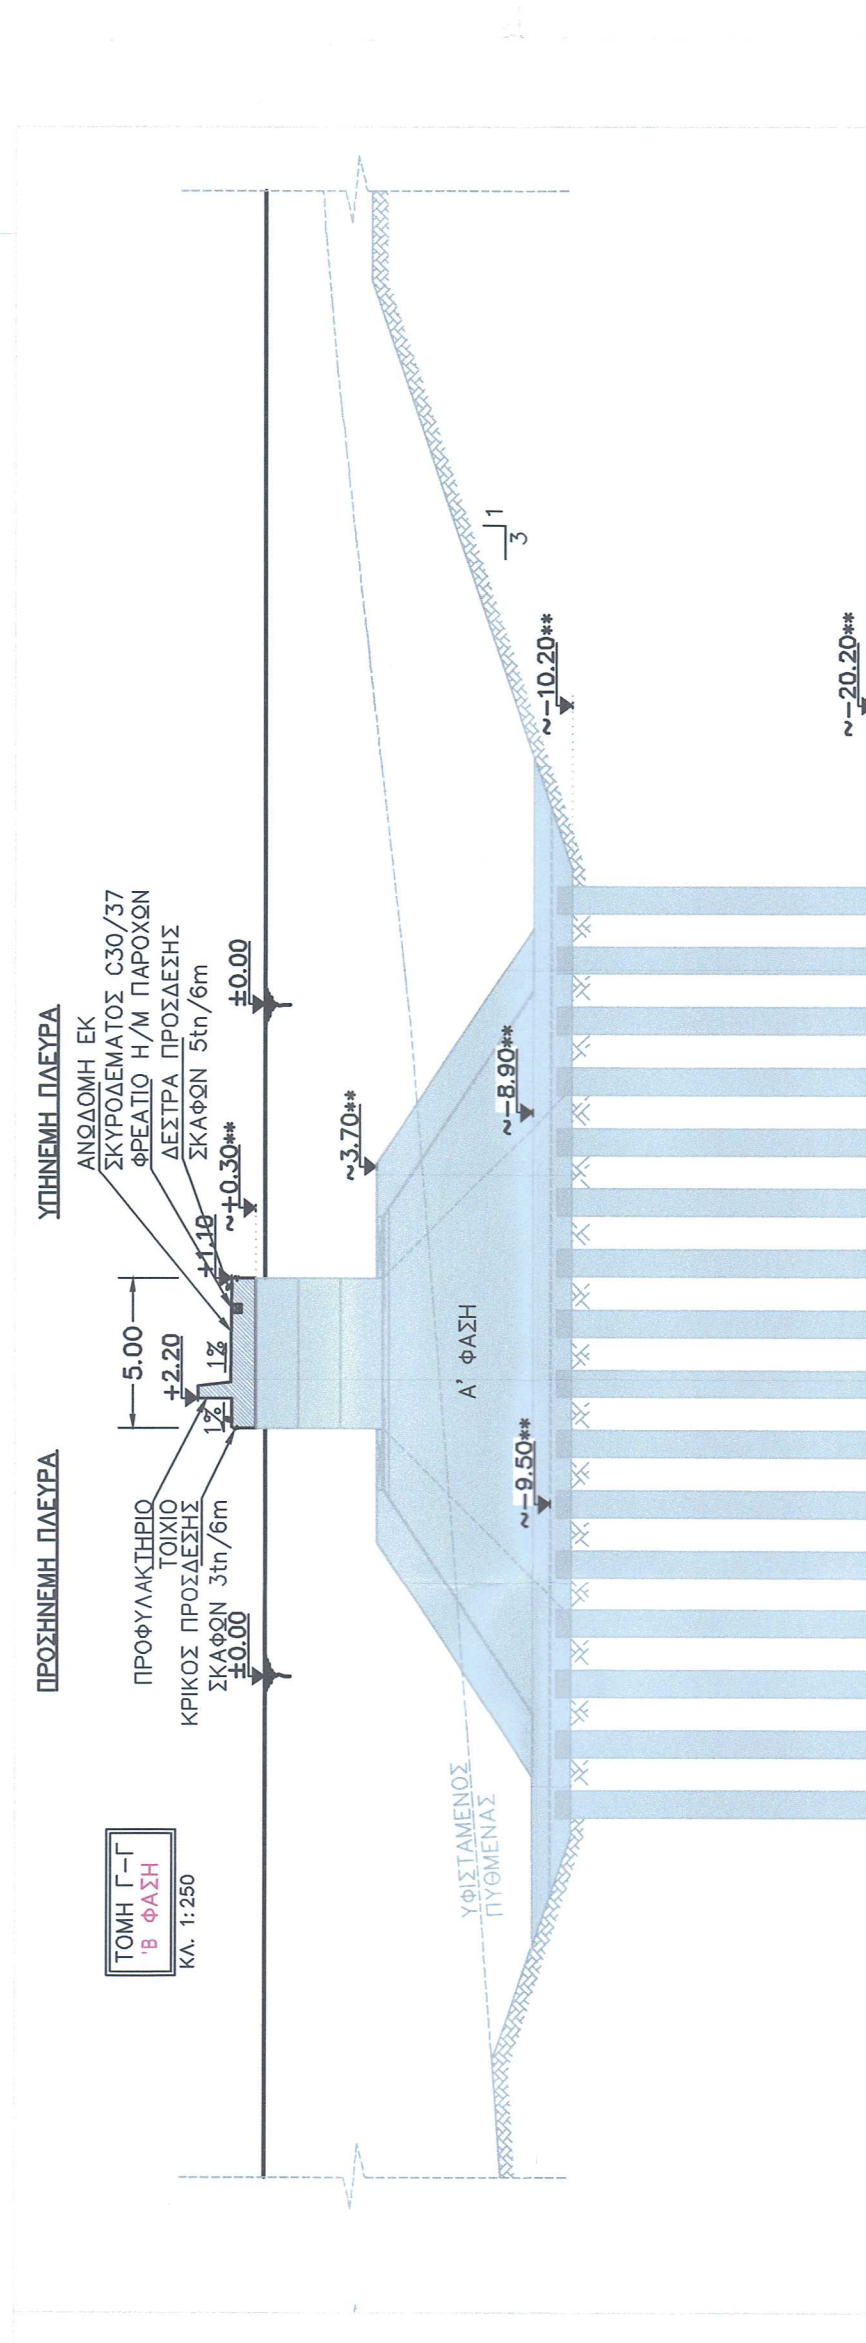 ΤΟΜΗ Γ-Γ
'Β ΦΑΣΗ
ΚΛ. 1:250
ΠΡΟΣΗΝΕΜΗ ΠΛΕΥΡΑ
ΥΠΗΝΕΜΗ ΠΛΕΥΡΑ
ΠΡΟΦΥΛΑΚΤΗΡΙΟ
ΤΟΙΧΙΟ
ΚΡΙΚΟΣ ΠΡΟΣΔΕΣΗΣ
ΣΚΑΦΩΝ 3tn/6m
±0.00
5.00
+2.20
1%
1%
+1.10
ΑΝΩΔΟΜΗ ΕΚ
ΣΚΥΡΟΔΕΜΑΤΟΣ C30/37
ΦΡΕΑΤΙΟ Η/Μ ΠΑΡΟΧΩΝ
ΔΕΣΤΡΑ ΠΡΟΣΔΕΣΗΣ
ΣΚΑΦΩΝ 5tn/6m
~+0.30**
±0.00
~3.70**
Α' ΦΑΣΗ
~-8.90**
~-9.50**
ΥΦΙΣΤΑΜΕΝΟΣ
ΠΥΘΜΕΝΑΣ
1
3
~-10.20**
~-20.20**